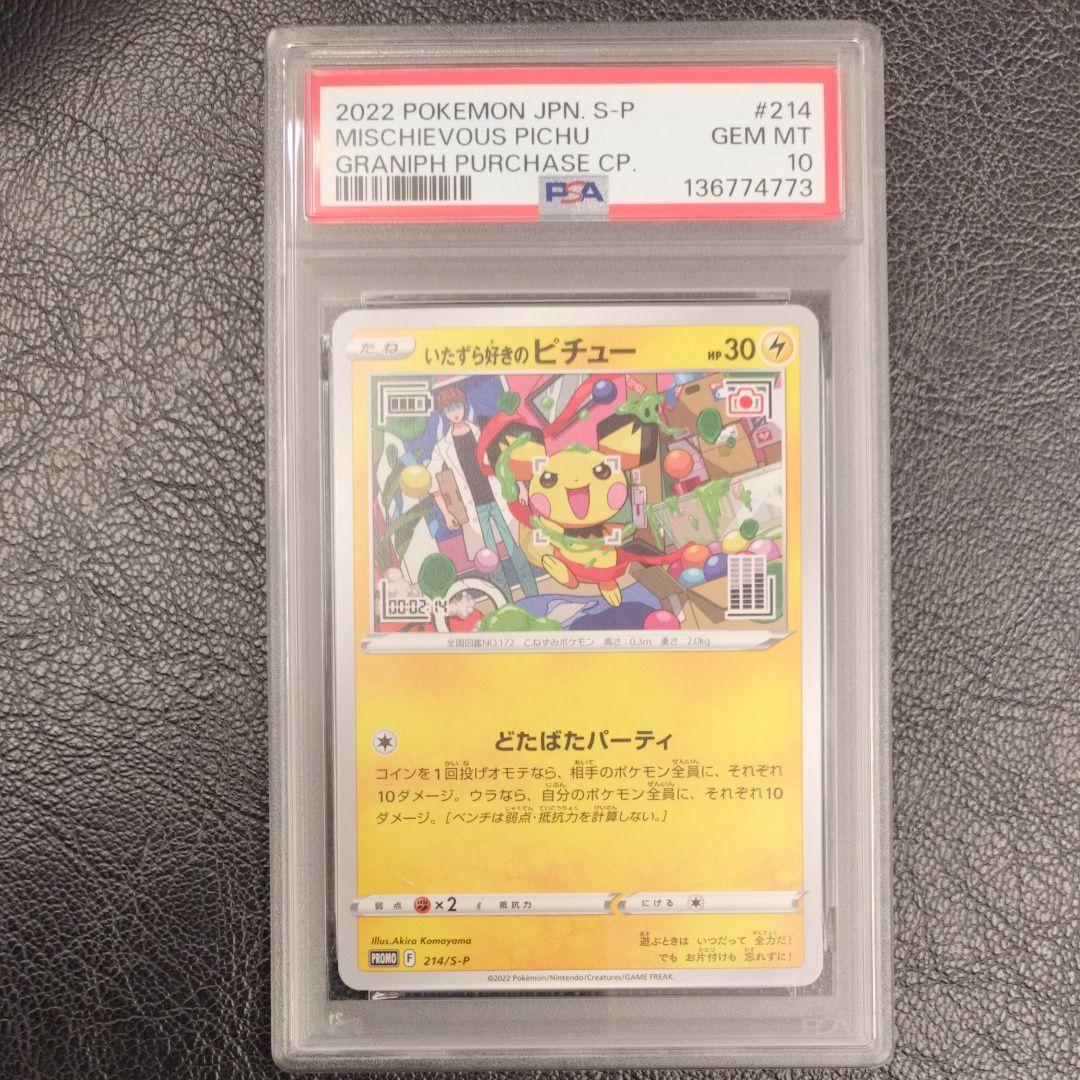 2022 POKEMON JPN. S-P #214
MISCHIEVOUS PICHU GEM MT
GRANIPH PURCHASE CP. 10
PSA 136774773
たね いたずら好きのピチュー HP 30
00:02:14
全国図鑑NO.172 こねずみポケモン 高さ:0.3m 重さ:2.0kg
どたばたパーティ
コインを1回投げオモテなら、相手のポケモン全員に、それぞれ
10ダメージ。ウラなら、自分のポケモン全員に、それぞれ10
ダメージ。[ベンチは弱点・抵抗力を計算しない。]
弱点 ×2 抵抗力 にげる
Illus.Akira Komayama
遊ぶときは いつだって 全力だ!
PROMO F 214/S-P
でも お片付けも 忘れずに!
©2022 Pokémon/Nintendo/Creatures/GAME FREAK.
PSA